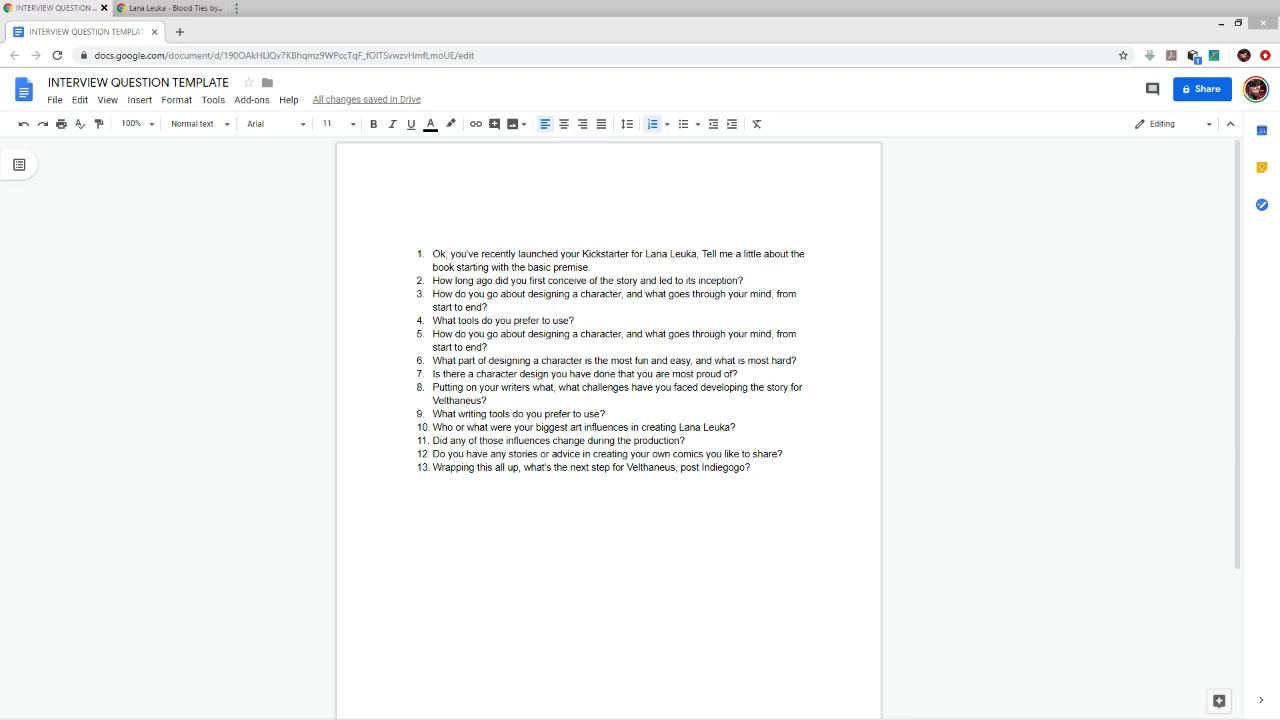 INTERVIEW QUESTION ...
Lana Leuka - Blood Ties by...
INTERVIEW QUESTION TEMPLAT
docs.google.com/document/d/190OAkHLlQv7KBhqmz9WPccTqF_fOITSvwzvHmfLmoUE/edit
INTERVIEW QUESTION TEMPLATE
File Edit View Insert Format Tools Add-ons Help All changes saved in Drive
Share
100% Normal text Arial 11 B I U A Editing
31
1. Ok, you've recently launched your Kickstarter for Lana Leuka, Tell me a little about the
book starting with the basic premise.
2. How long ago did you first conceive of the story and led to its inception?
3. How do you go about designing a character, and what goes through your mind, from
start to end?
4. What tools do you prefer to use?
5. How do you go about designing a character, and what goes through your mind, from
start to end?
6. What part of designing a character is the most fun and easy, and what is most hard?
7. Is there a character design you have done that you are most proud of?
8. Putting on your writers what, what challenges have you faced developing the story for
Velthaneus?
9. What writing tools do you prefer to use?
10. Who or what were your biggest art influences in creating Lana Leuka?
11. Did any of those influences change during the production?
12. Do you have any stories or advice in creating your own comics you like to share?
13. Wrapping this all up, what's the next step for Velthaneus, post Indiegogo?